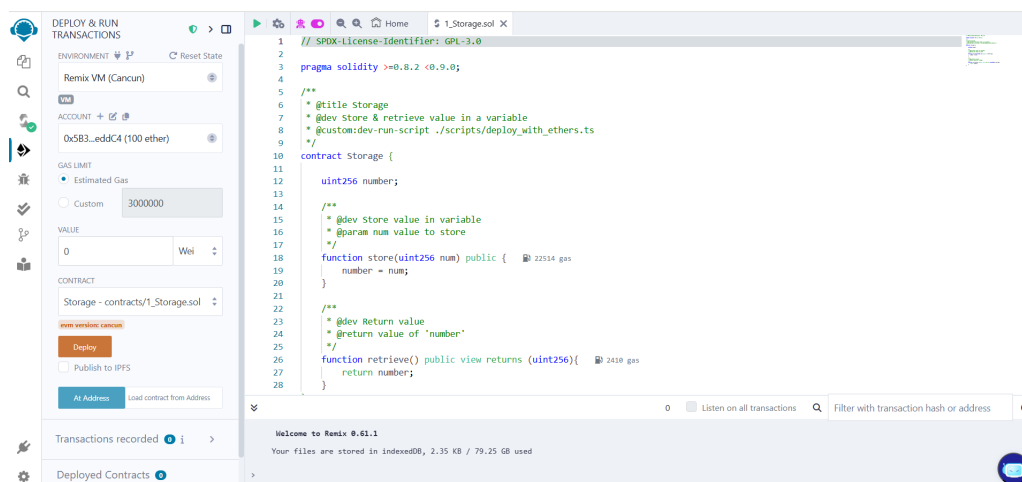 DEPLOY & RUN
TRANSACTIONS
ENVIRONMENT
Reset State
Remix VM (Cancun)
VM
ACCOUNT
0x5B3...eddC4 (100 ether)
GAS LIMIT
Estimated Gas
Custom
3000000
VALUE
0
Wei
CONTRACT
Storage - contracts/1_Storage.sol
evm version: cancun
Deploy
Publish to IPFS
At Address
Load contract from Address
Transactions recorded 0 i
Deployed Contracts 0
Home
1_Storage.sol
1 // SPDX-License-Identifier: GPL-3.0
2
3 pragma solidity >=0.8.2 <0.9.0;
4
5 /**
6 * @title Storage
7 * @dev Store & retrieve value in a variable
8 * @custom:dev-run-script ./scripts/deploy_with_ethers.ts
9 */
10 contract Storage {
11
12 uint256 number;
13
14 /**
15 * @dev Store value in variable
16 * @param num value to store
17 */
18 function store(uint256 num) public { 22514 gas
19 number = num;
20 }
21
22 /**
23 * @dev Return value
24 * @return value of 'number'
25 */
26 function retrieve() public view returns (uint256){ 2410 gas
27 return number;
28 }
0
Listen on all transactions
Filter with transaction hash or address
Welcome to Remix 0.61.1
Your files are stored in indexedDB, 2.35 KB / 79.25 GB used
>